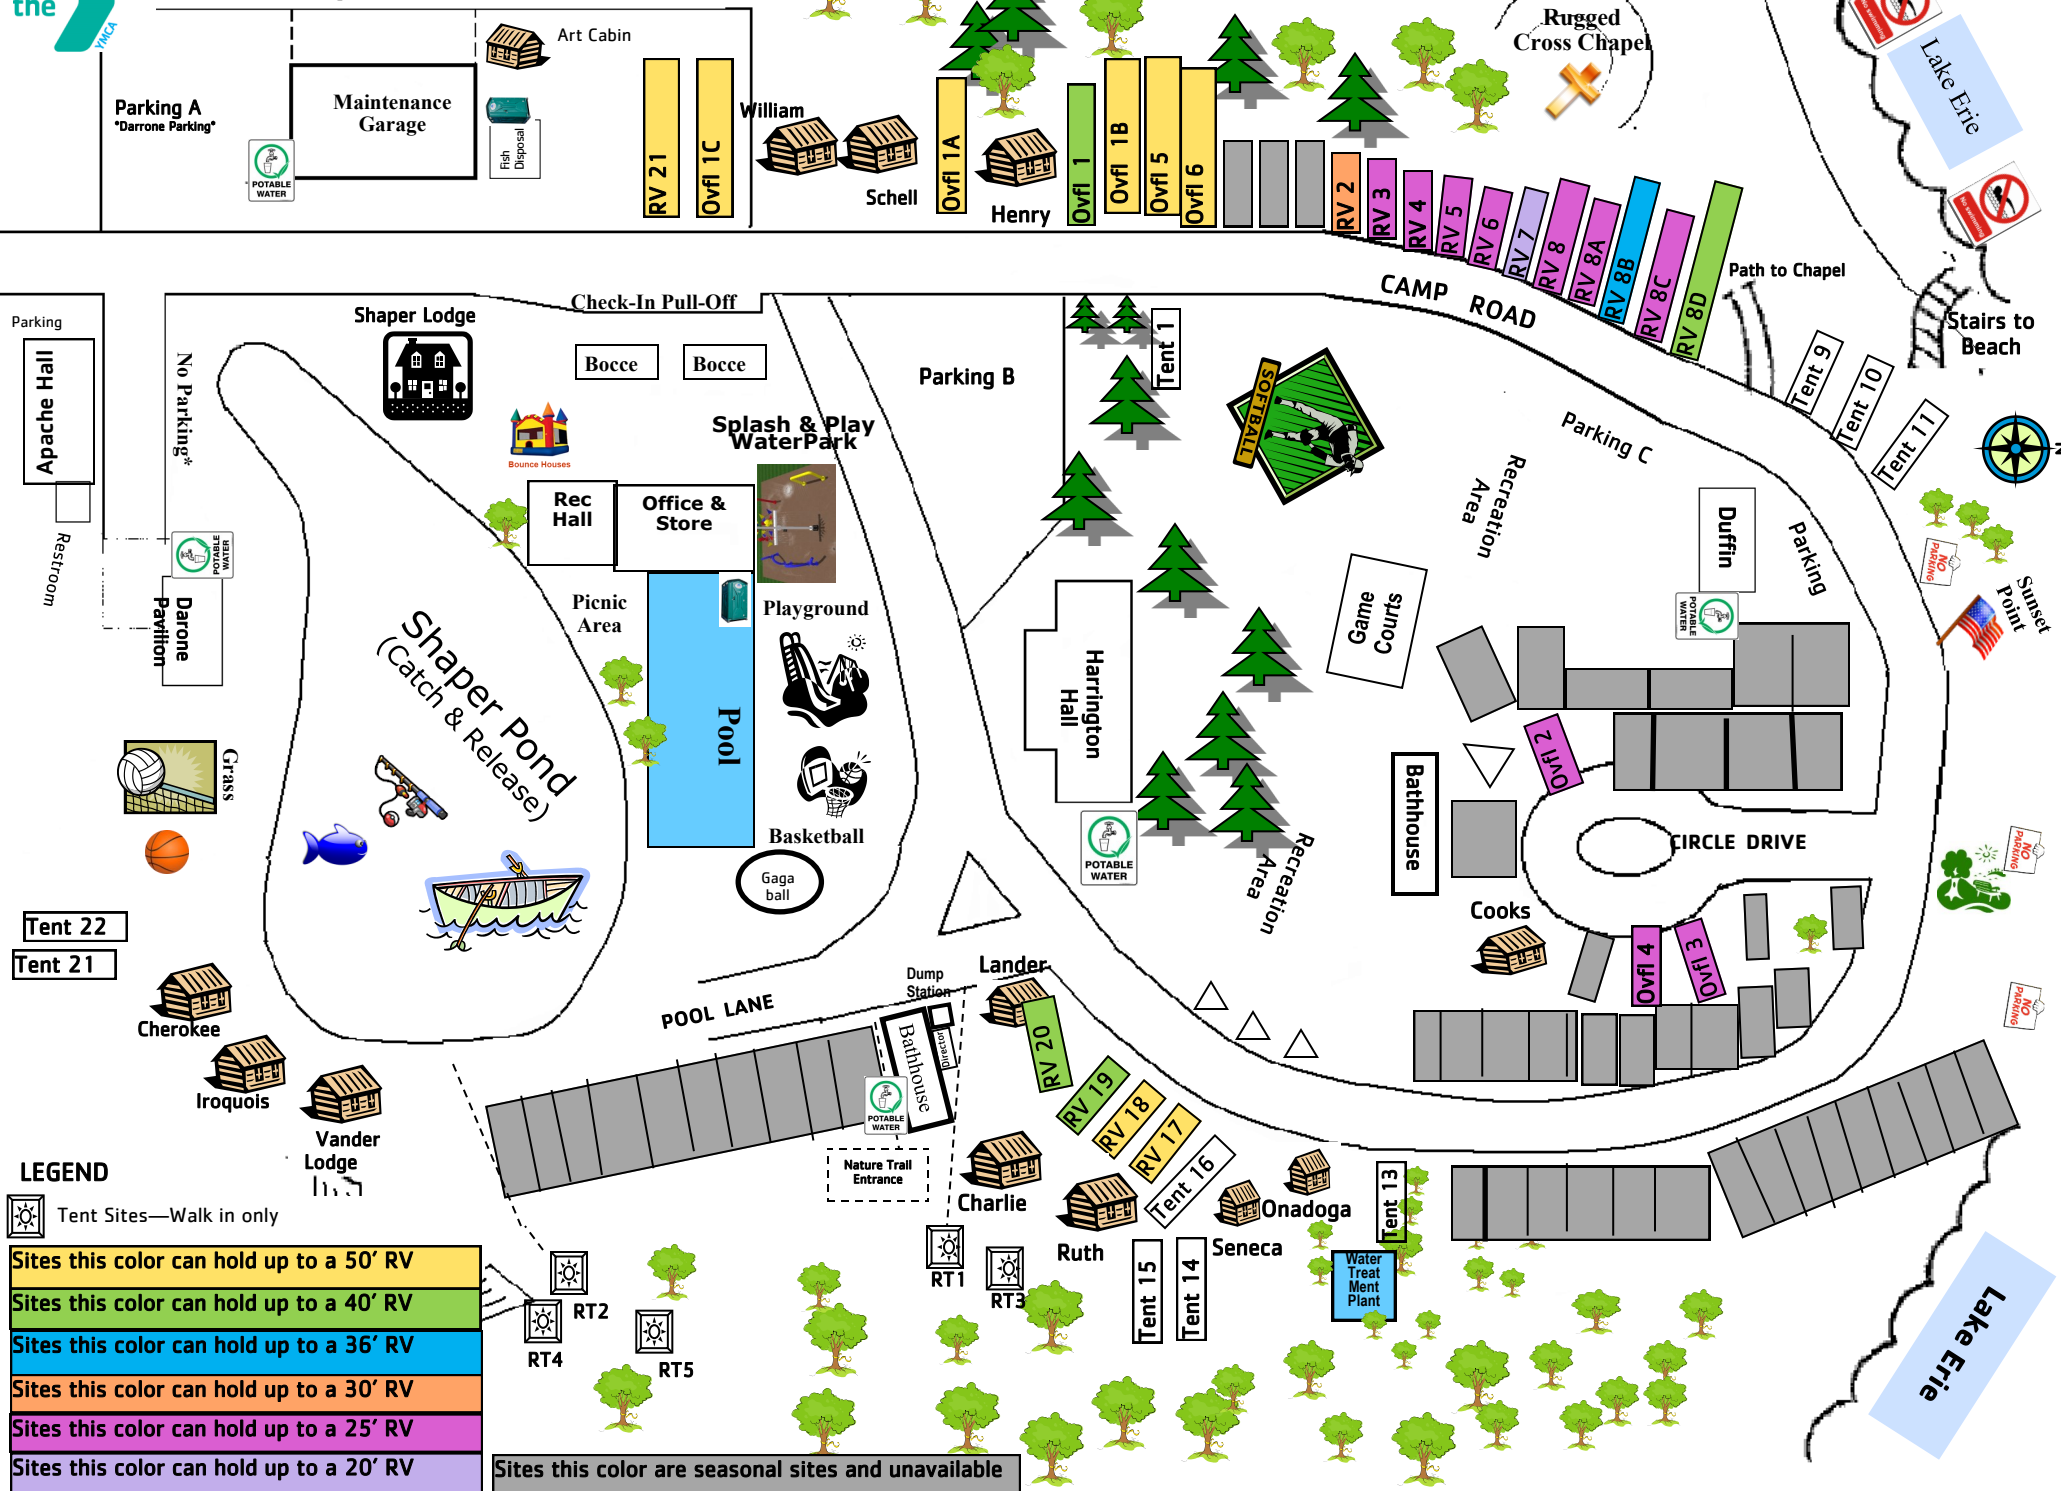 the
YMCA
Art Cabin
Parking A
*Darrone Parking*
Maintenance
Garage
Fish
Disposal
POTABLE
WATER
RV 21
Ovfl 1C
William
Schell
Ovfl 1A
Henry
Ovfl 1
Ovfl 1B
Ovfl 5
Ovfl 6
RV 2
RV 3
RV 4
RV 5
RV 6
RV 7
RV 8
RV 8A
RV 8B
RV 8C
RV 8D
Rugged
Cross Chapel
Lake Erie
No swimming
No swimming
Path to Chapel
Stairs to
Beach
CAMP ROAD
Check-In Pull-Off
Parking
Apache Hall
Restroom
No Parking*
Shaper Lodge
Bocce
Bocce
Bounce Houses
Splash & Play
WaterPark
Parking B
Tent 1
SOFTBALL
Parking C
Recreation
Area
Tent 9
Tent 10
Tent 11
Duffin
Parking
NO
PARKING
Sunset
Point
Rec
Hall
Office &
Store
POTABLE
WATER
Darone
Pavilion
Picnic
Area
Pool
Playground
Harrington
Hall
Game
Courts
POTABLE
WATER
Shaper Pond
(Catch & Release)
Grass
Basketball
Gaga
ball
POTABLE
WATER
Recreation
Area
Bathhouse
Ovfl 2
CIRCLE DRIVE
NO
PARKING
Cooks
Ovfl 4
Ovfl 3
NO
PARKING
Tent 22
Tent 21
Cherokee
Iroquois
Vander
Lodge
POOL LANE
Dump
Station
Lander
Bathhouse
Director
POTABLE
WATER
RV 20
RV 19
RV 18
RV 17
Tent 16
Nature Trail
Entrance
Charlie
Ruth
Seneca
Onadoga
Tent 13
Tent 15
Tent 14
Water
Treat
Ment
Plant
RT1
RT3
RT2
RT4
RT5
Lake Erie
LEGEND
Tent Sites—Walk in only
Sites this color can hold up to a 50’ RV
Sites this color can hold up to a 40’ RV
Sites this color can hold up to a 36’ RV
Sites this color can hold up to a 30’ RV
Sites this color can hold up to a 25’ RV
Sites this color can hold up to a 20’ RV
Sites this color are seasonal sites and unavailable